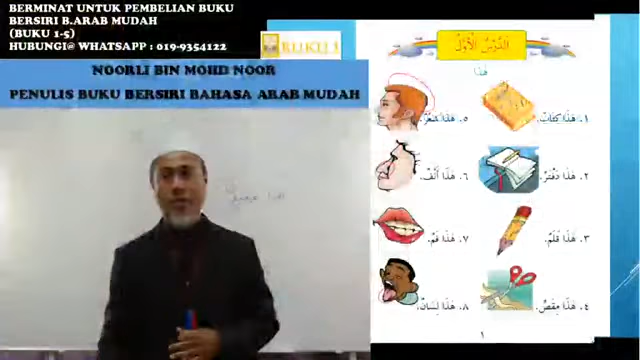 BERMINAT UNTUK PEMBELIAN BUKU
BERSIRI B.ARAB MUDAH
(BUKU 1-5)
HUBUNGI@ WHATSAPP : 019-9354122
NOORLI BIN MOHD NOOR
PENULIS BUKU BERSIRI BAHASA ARAB MUDAH
BUKU 1
الدَّرْسُ الْأَوَّلُ
هَذَا
١. هَذَا كِتَابٌ.
٢. هَذَا دَفْتَرٌ.
٣. هَذَا قَلَمٌ.
٤. هَذَا مِقَصٌّ.
٥. هَذَا شَعْرٌ.
٦. هَذَا أَنْفٌ.
٧. هَذَا فَمٌ.
٨. هَذَا لِسَانٌ.
١